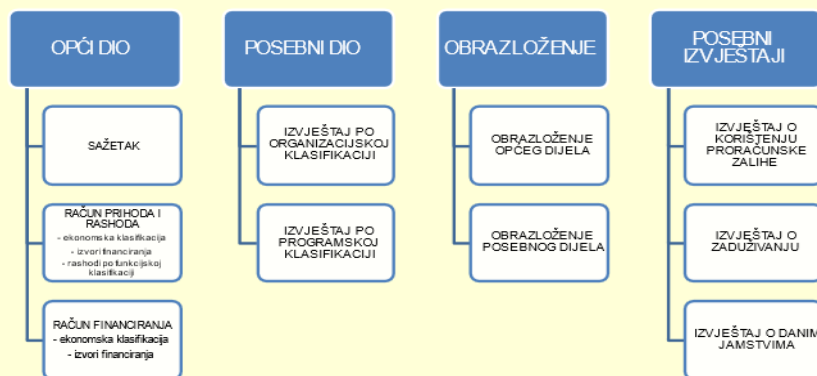 OPĆI DIO
SAŽETAK
RAČUN PRIHODA I
RASHODA
- ekonomska klasifikacija
- izvori financiranja
- rashodi po funkcijskoj
klasifikaciji
RAČUN FINANCIRANJA
- ekonomska klasifikacija
- izvori financiranja
POSEBNI DIO
IZVJEŠTAJ PO
ORGANIZACIJSKOJ
KLASIFIKACIJI
IZVJEŠTAJ PO
PROGRAMSKOJ
KLASIFIKACIJI
OBRAZLOŽENJE
OBRAZLOŽENJE
OPĆEG DIJELA
OBRAZLOŽENJE
POSEBNOG DIJELA
POSEBNI
IZVJEŠTAJI
IZVJEŠTAJ O
KORIŠTENJU
PRORAČUNSKE
ZALIHE
IZVJEŠTAJ O
ZADUŽIVANJU
IZVJEŠTAJ O DANIM
JAMSTVIMA